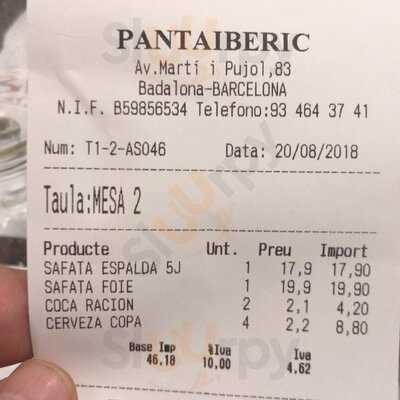 PANTAIBERIC
Av.Martí i Pujol,83
Badalona-BARCELONA
N.I.F. B59856534 Telefono:93 464 37 41
Num: T1-2-AS046 Data: 20/08/2018
Taula:MESA 2
Producte Unt. Preu Import
SAFATA ESPALDA 5J 1 17,9 17,90
SAFATA FOIE 1 19,9 19,90
COCA RACION 2 2,1 4,20
CERVEZA COPA 4 2,2 8,80
Base Imp %Iva Iva
46.18 10.00 4.62
Sluurpy
Sluurpy
Sluurpy